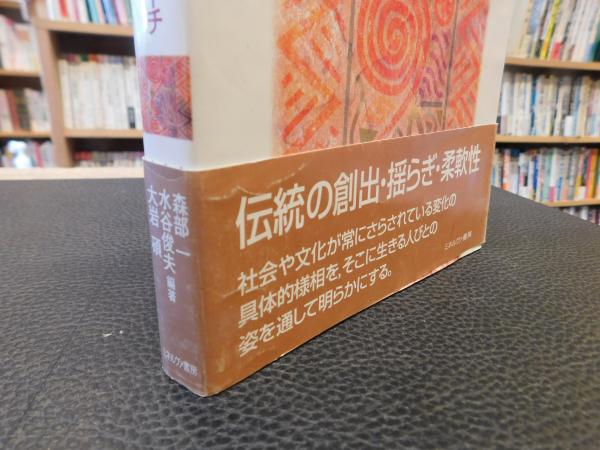 チ
森部 一
水谷俊夫 編著
大岩 碩
ミネルヴァ書房
伝統の創出・揺らぎ・柔軟性
社会や文化が常にさらされている変化の
具体的様相を、そこに生きる人びとの
姿を通して明らかにする。
ミネルヴァ書房